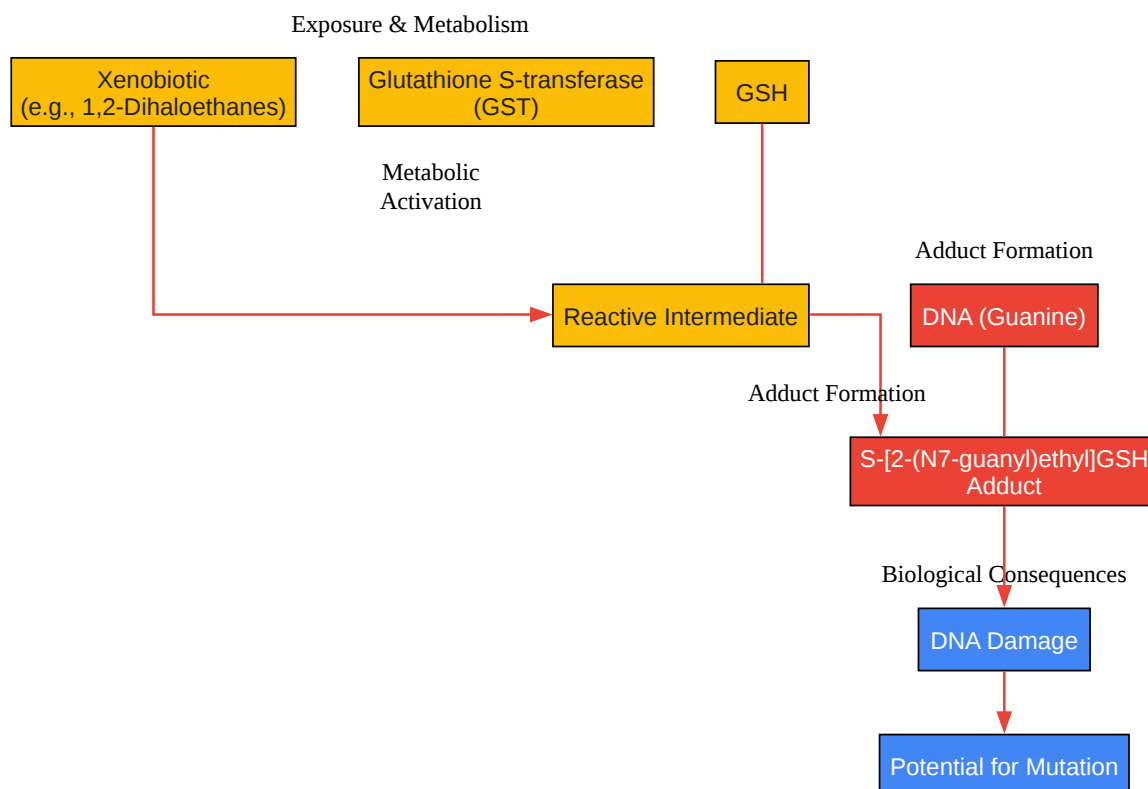 Exposure & Metabolism
Xenobiotic
(e.g., 1,2-Dihaloethanes)
Glutathione S-transferase
(GST)
GSH
Metabolic
Activation
Adduct Formation
Reactive Intermediate
DNA (Guanine)
Adduct Formation
S-[2-(N7-guanyl)ethyl]GSH
Adduct
Biological Consequences
DNA Damage
Potential for Mutation